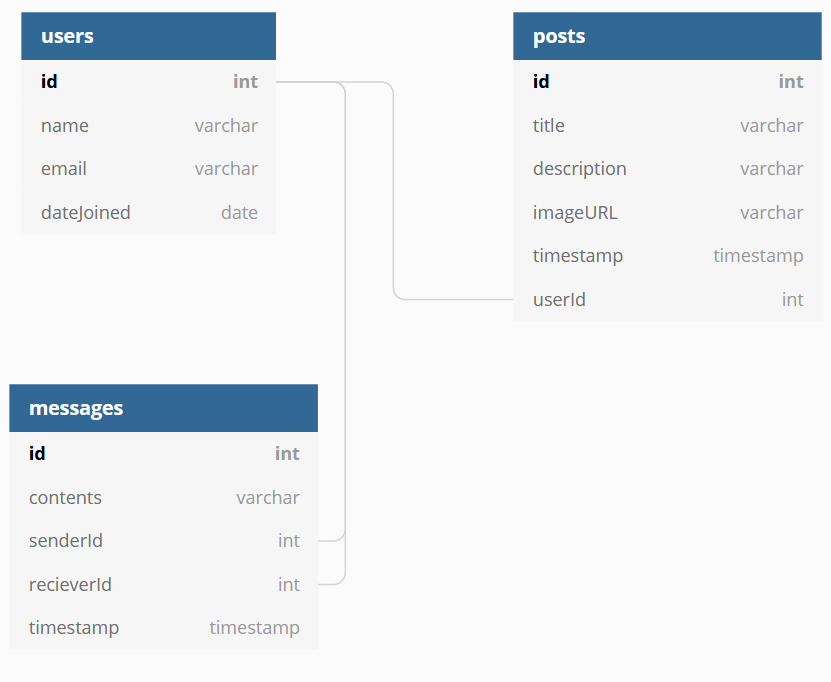 users
id int
name varchar
email varchar
dateJoined date
posts
id int
title varchar
description varchar
imageURL varchar
timestamp timestamp
userId int
messages
id int
contents varchar
senderId int
recieverId int
timestamp timestamp